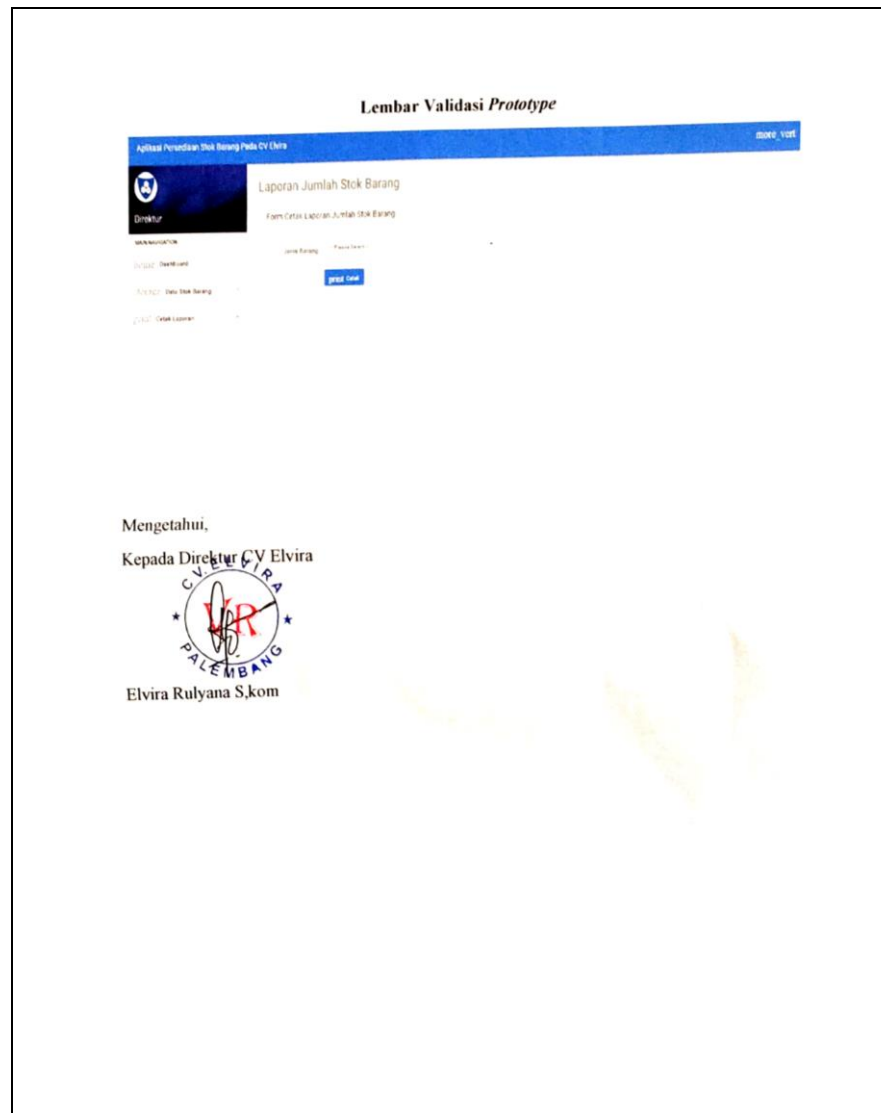 Lembar Validasi Prototype
Aplikasi Persediaan Stok Barang Pada CV Elvira
more_vert
Laporan Jumlah Stok Barang
Direktur
Form Cetak Laporan Jumlah Stok Barang
MAIN NAVIGATION
Jenis Barang
Dashboard
print Cetak
Data Stok Barang
Cetak Laporan
Mengetahui,
Kepada Direktur CV Elvira
CV. ELVIRA
VR
PALEMBANG
Elvira Rulyana S,kom